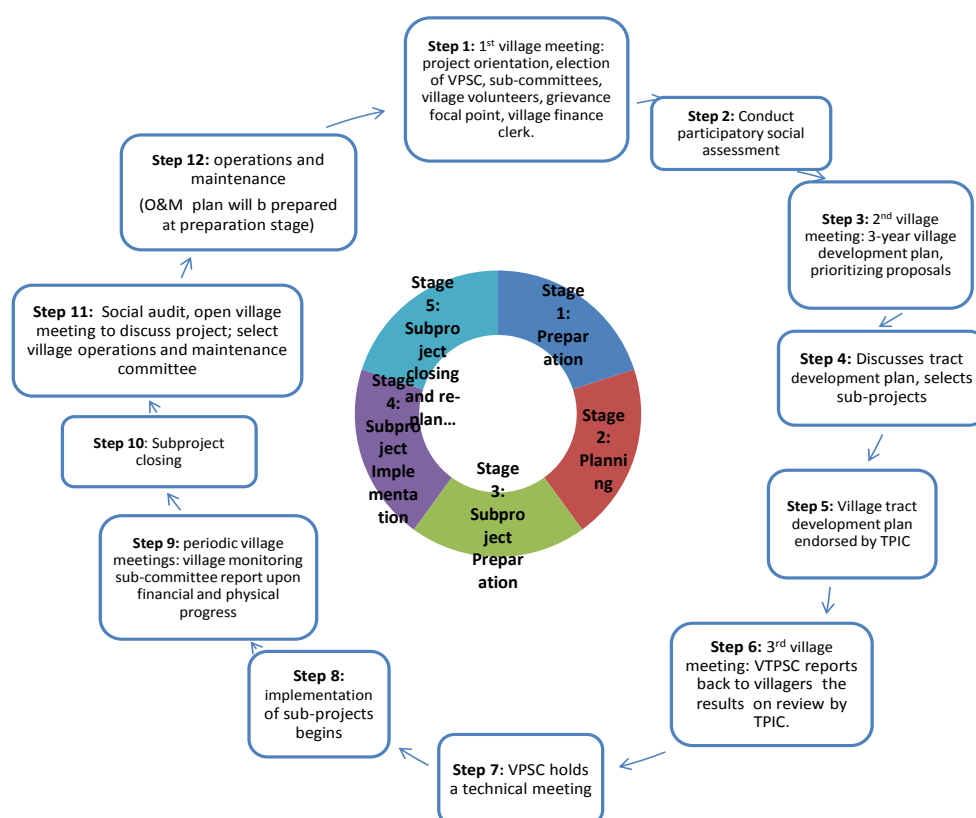 Step 1: 1st village meeting:
project orientation, election
of VPSC, sub-committees,
village volunteers, grievance
focal point, village finance
clerk.
Step 2: Conduct
participatory social
assessment
Step 3: 2nd village
meeting: 3-year village
development plan,
prioritizing proposals
Step 4: Discusses tract
development plan, selects
sub-projects
Step 5: Village tract
development plan
endorsed by TPIC
Step 6: 3rd village
meeting: VTPSC reports
back to villagers the
results on review by
TPIC.
Step 7: VPSC holds
a technical meeting
Step 8:
implementation
of sub-projects
begins
Step 9: periodic village
meetings: village monitoring
sub-committee report upon
financial and physical
progress
Step 10: Subproject
closing
Step 11: Social audit, open village
meeting to discuss project; select
village operations and maintenance
committee
Step 12: operations and
maintenance
(O&M plan will b prepared
at preparation stage)
Stage
1:
Prepar
ation
Stage
2:
Planni
ng
Stage
3:
Subpro
ject
Prepar
ation
Stage
4:
Subpro
ject
Imple
menta
tion
Stage
5:
Subpro
ject
closing
and re-
plan...